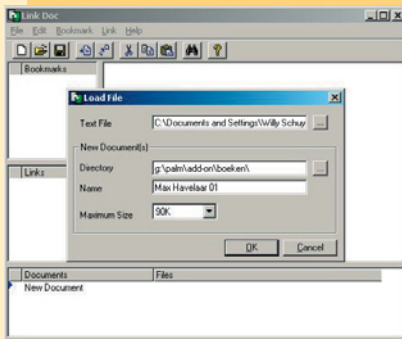 Link Doc
File Edit Bookmark Link Help
Bookmarks
Load File
Text File C:\Documents and Settings\Willy Schuy ...
New Document(s)
Directory g:\palm\add-on\boeken\ ...
Name Max Havelaar 01
Maximum Size 90K
OK Cancel
Links
Documents Files
New Document